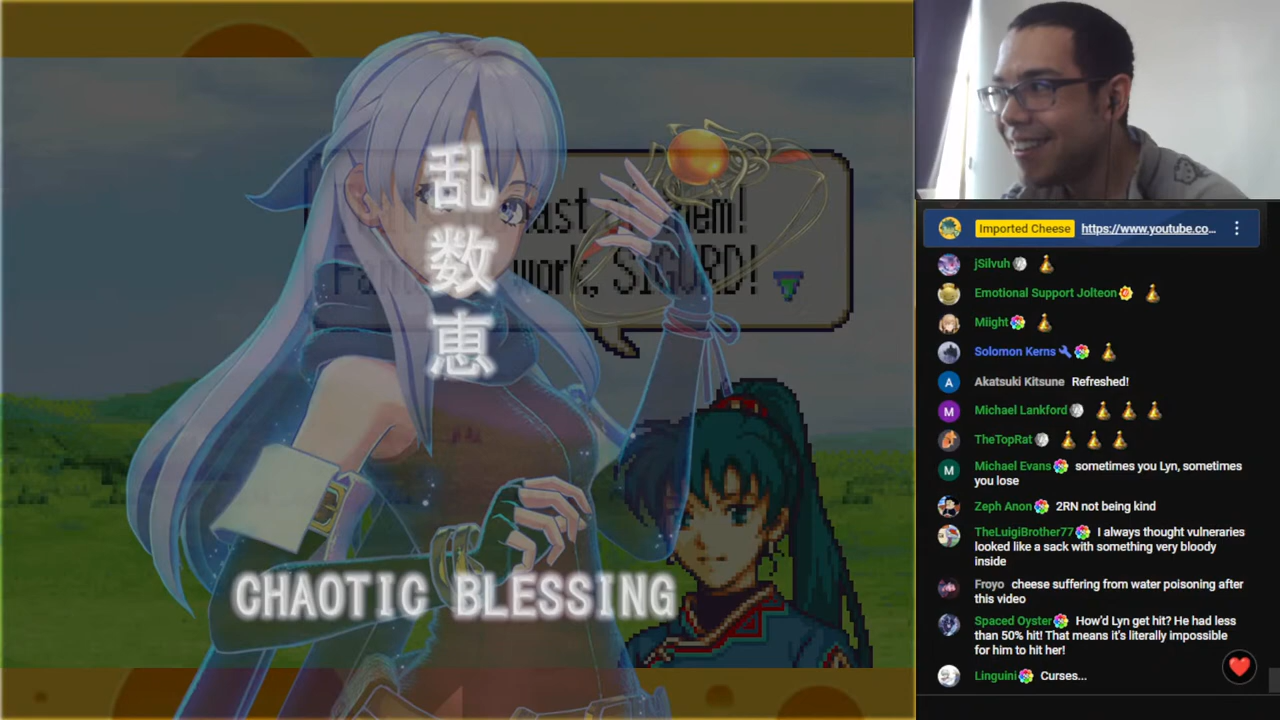 乱
数
恵
ast
em!
work, SIGURD!
CHAOTIC BLESSING
Imported Cheese https://www.youtube.co...
jSilvuh
Emotional Support Jolteon
Miight
Solomon Kerns
A Akatsuki Kitsune Refreshed!
M Michael Lankford
TheTopRat
M Michael Evans sometimes you Lyn, sometimes
you lose
Zeph Anon 2RN not being kind
TheLuigiBrother77 I always thought vulneraries
looked like a sack with something very bloody
inside
Froyo cheese suffering from water poisoning after
this video
Spaced Oyster How'd Lyn get hit? He had less
than 50% hit! That means it's literally impossible
for him to hit her!
Linguini Curses...